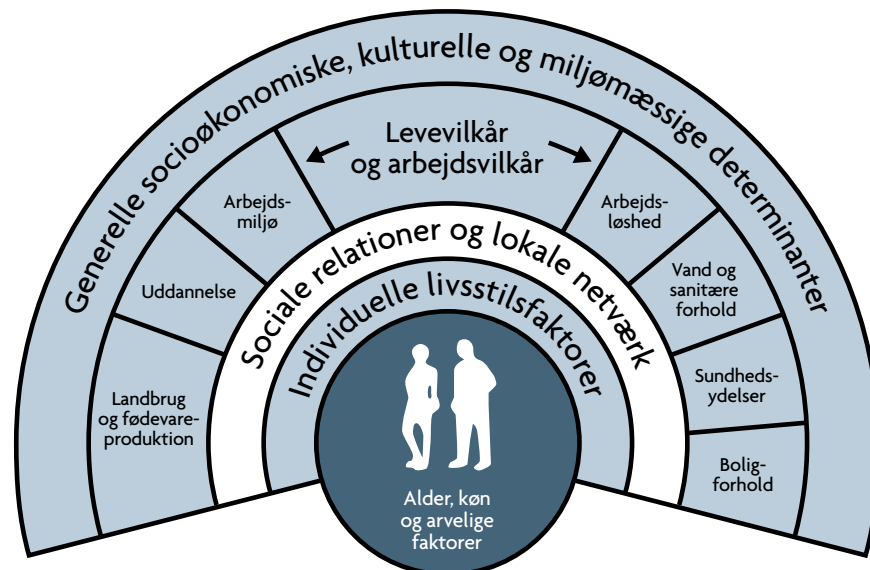 Generelle socioøkonomiske, kulturelle og miljømæssige determinanter
Levevilkår
og arbejdsvilkår
Landbrug
og fødevare-
produktion
Uddannelse
Arbejds-
miljø
Arbejds-
løshed
Vand og
sanitære
forhold
Sundheds-
ydelser
Bolig-
forhold
Sociale relationer og lokale netværk
Individuelle livsstilsfaktorer
Alder, køn
og arvelige
faktorer